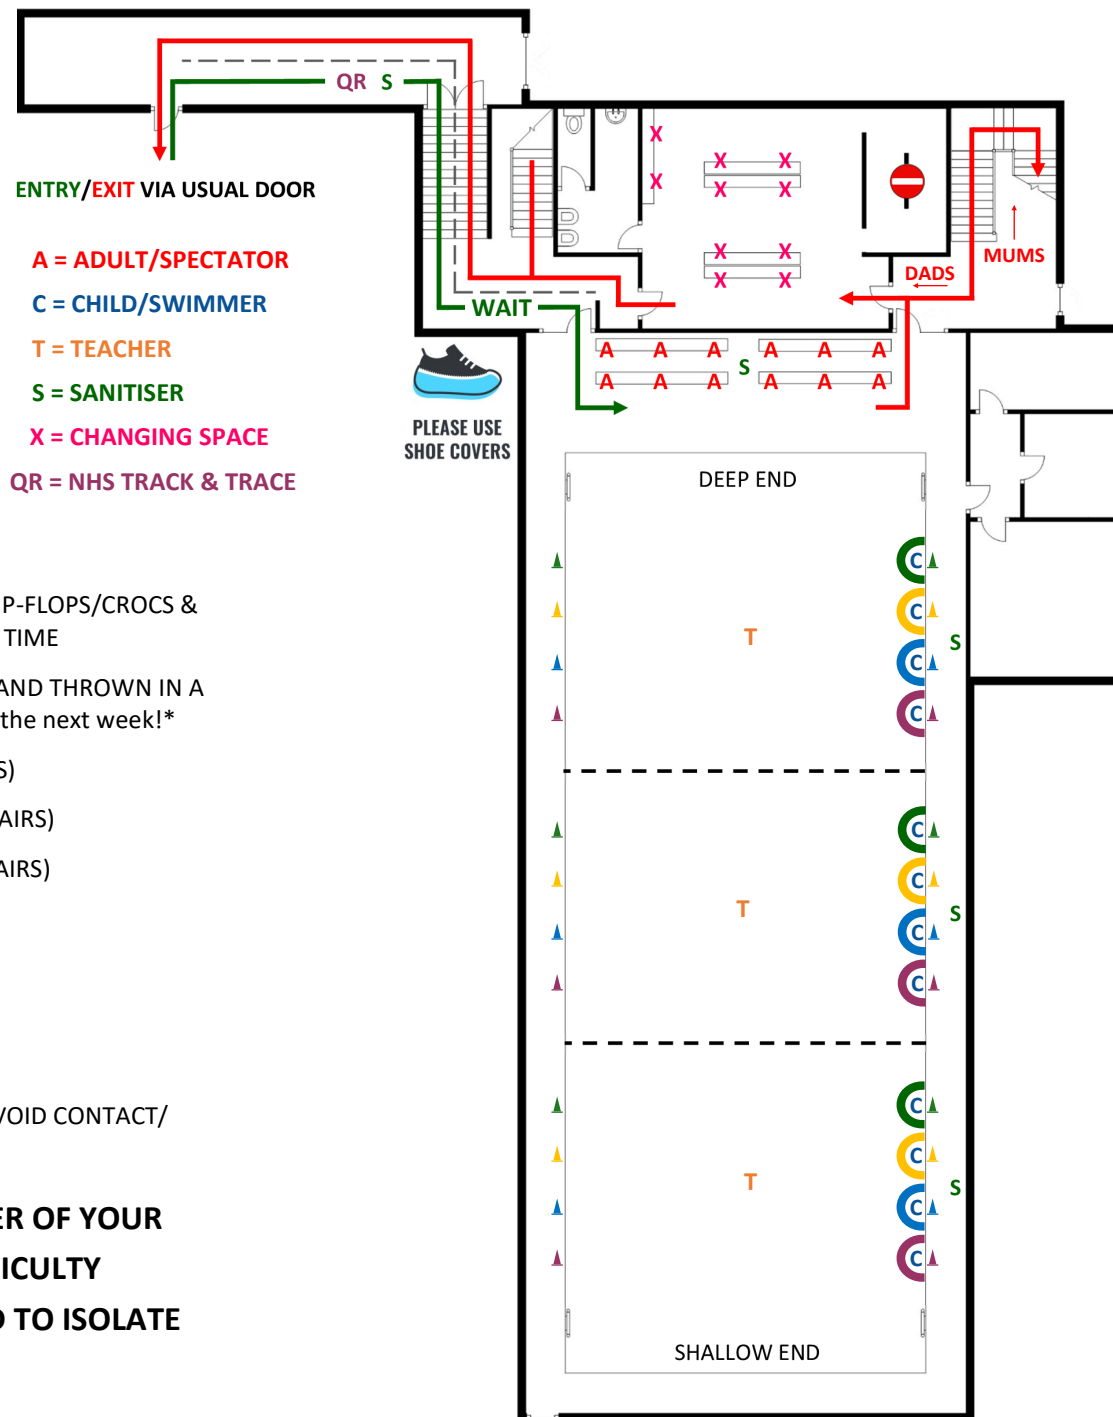 QR S
ENTRY/EXIT VIA USUAL DOOR
A = ADULT/SPECTATOR
C = CHILD/SWIMMER
T = TEACHER
S = SANITISER
X = CHANGING SPACE
QR = NHS TRACK & TRACE
X
X X
X
X X
X X
X X
DADS
MUMS
WAIT
A A A A A A
S
A A A A A A
PLEASE USE
SHOE COVERS
DEEP END
C
C
T
S
C
C
C
C
T
S
C
C
C
C
T
S
C
C
SHALLOW END
P-FLOPS/CROCS &
TIME
AND THROWN IN A
the next week!*
S)
AIRS)
AIRS)
VOID CONTACT/
ER OF YOUR
ICULTY
D TO ISOLATE